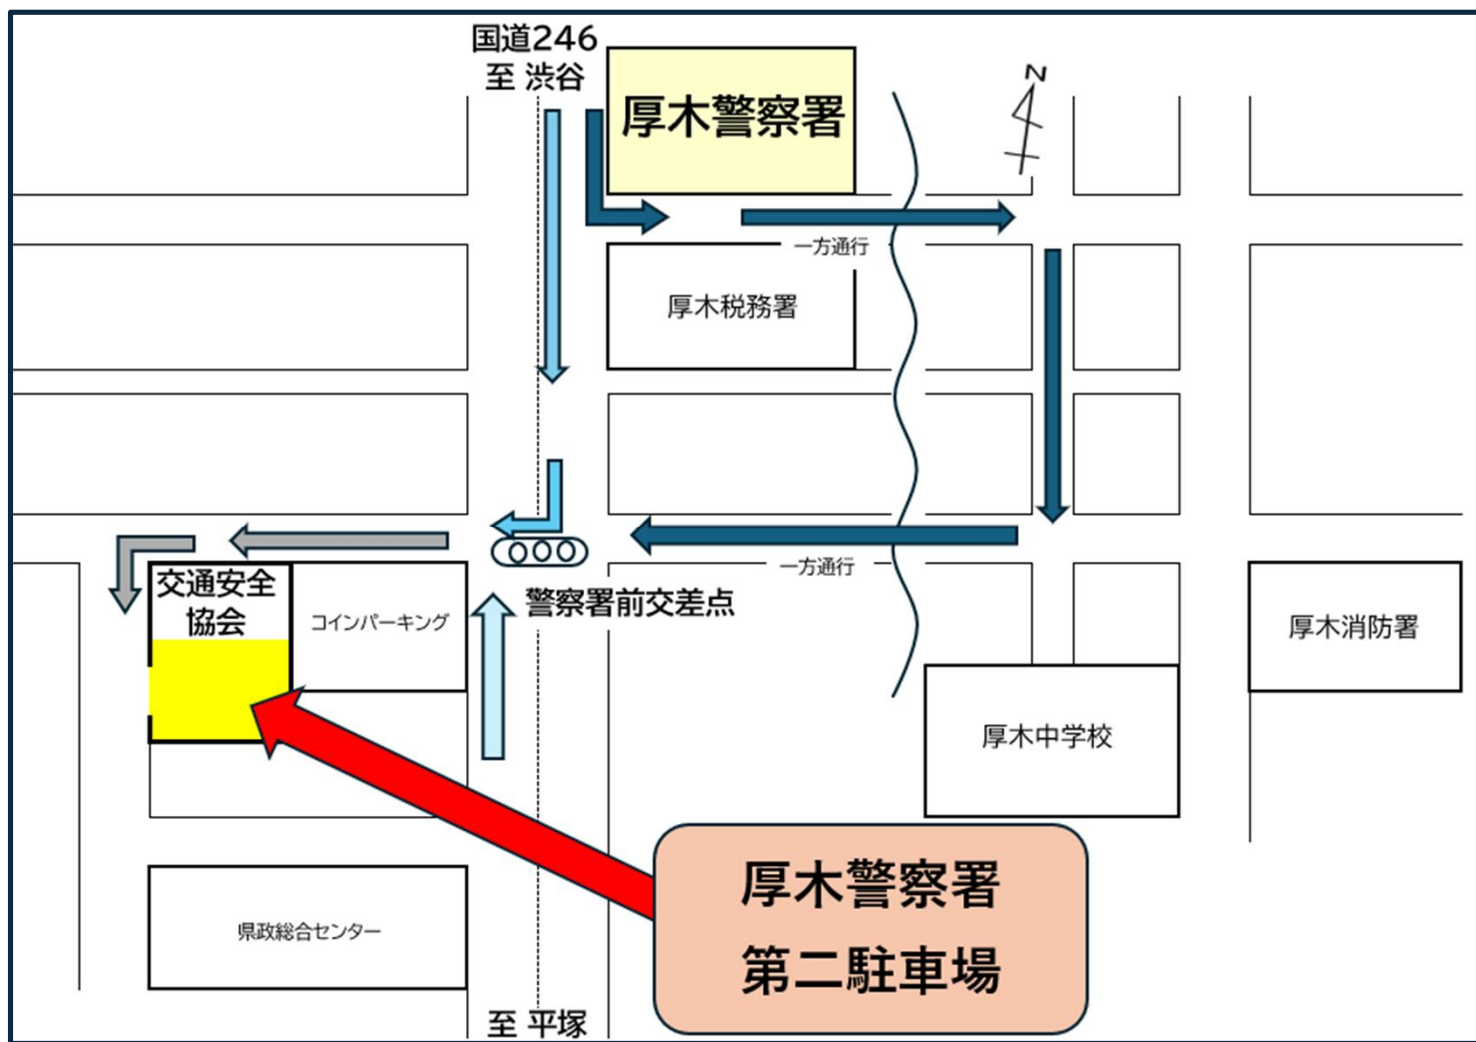 国道246
至 渋谷
厚木警察署
N
一方通行
厚木税務署
一方通行
交通安全
協会
コインパーキング
警察署前交差点
厚木消防署
厚木中学校
厚木警察署
第二駐車場
県政総合センター
至 平塚